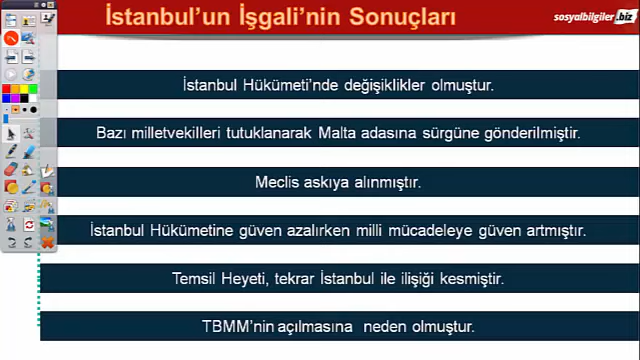 İstanbul'un İşgali'nin Sonuçları
sosyalbilgiler.biz
İstanbul Hükümeti'nde değişiklikler olmuştur.
Bazı milletvekilleri tutuklanarak Malta adasına sürgüne gönderilmiştir.
Meclis askıya alınmıştır.
İstanbul Hükümetine güven azalırken milli mücadeleye güven artmıştır.
Temsil Heyeti, tekrar İstanbul ile ilişiği kesmiştir.
TBMM'nin açılmasına neden olmuştur.